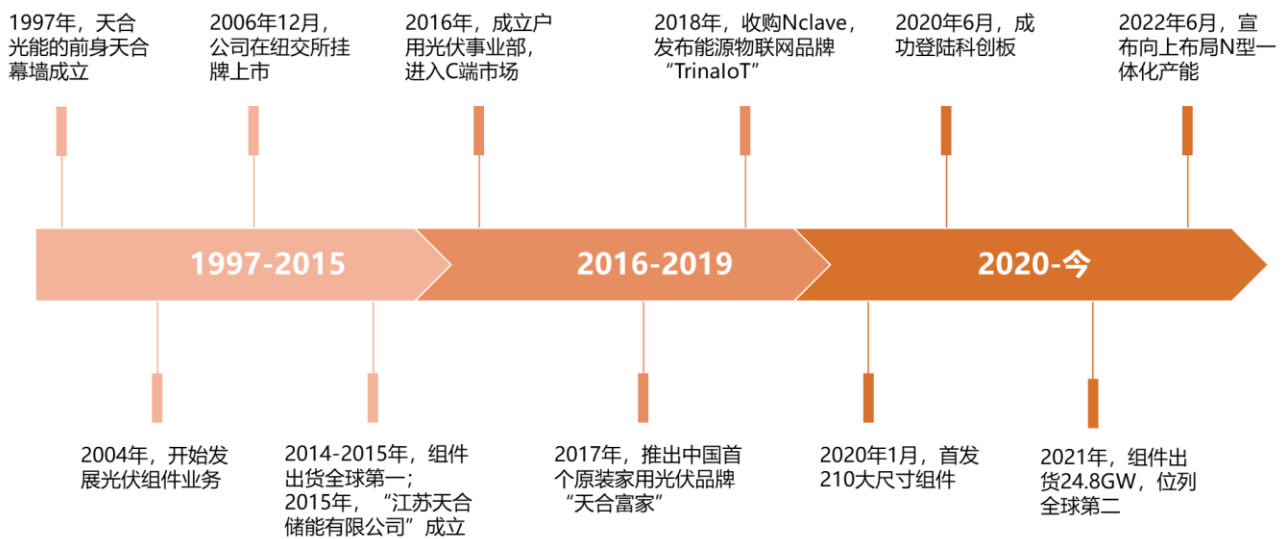 1997年，天合
光能的前身天合
幕墙成立
2006年12月，
公司在纽交所挂
牌上市
2016年，成立户
用光伏事业部，
进入C端市场
2018年，收购Nclave，
发布能源物联网品牌
“TrinaIoT”
2020年6月，成
功登陆科创板
2022年6月，宣
布向上布局N型一
体化产能
1997-2015
2016-2019
2020-今
2004年，开始发
展光伏组件业务
2014-2015年，组件
出货全球第一；
2015年，“江苏天合
储能有限公司”成立
2017年，推出中国首
个原装家用光伏品牌
“天合富家”
2020年1月，首发
210大尺寸组件
2021年，组件出
货24.8GW，位列
全球第二